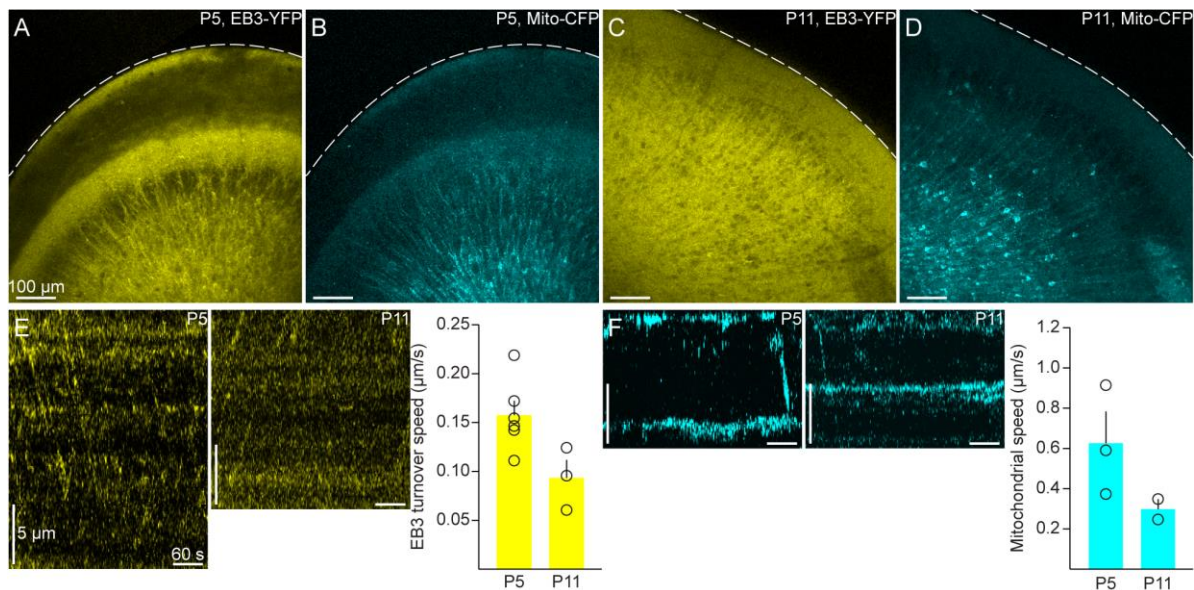 A
P5, EB3-YFP
B
P5, Mito-CFP
C
P11, EB3-YFP
D
P11, Mito-CFP
100 µm
E
P5
P11
5 µm
60 s
EB3 turnover speed (µm/s)
0.25
0.20
0.15
0.10
0.05
P5
P11
F
P5
P11
Mitochondrial speed (µm/s)
1.2
1.0
0.8
0.6
0.4
0.2
P5
P11